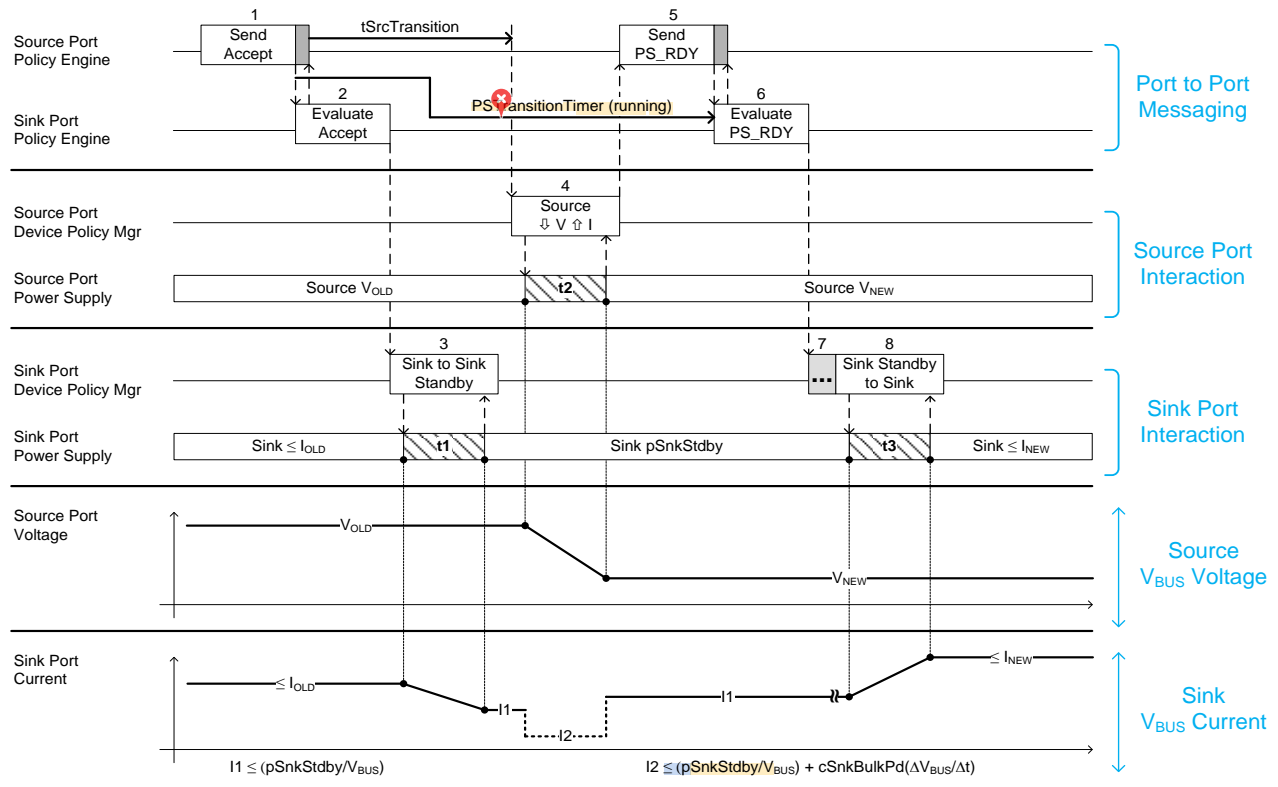 1
tSrcTransition
5
Source Port
Policy Engine
Send
Accept
Send
PS_RDY
2
PSTransitionTimer (running)
6
Sink Port
Policy Engine
Evaluate
Accept
Evaluate
PS_RDY
Port to Port
Messaging
4
Source Port
Device Policy Mgr
Source
⇩ V ⇧ I
Source Port
Power Supply
Source VOLD
t2
Source VNEW
Source Port
Interaction
3
7
8
Sink Port
Device Policy Mgr
Sink to Sink
Standby
...
Sink Standby
to Sink
Sink Port
Power Supply
Sink ≤ IOLD
t1
Sink pSnkStdby
t3
Sink ≤ INEW
Sink Port
Interaction
Source Port
Voltage
VOLD
VNEW
Source
VBUS Voltage
Sink Port
Current
≤ IOLD
I1
I2
I1
≤ INEW
Sink
VBUS Current
I1 ≤ (pSnkStdby/VBUS)
I2 ≤ (pSnkStdby/VBUS) + cSnkBulkPd(ΔVBUS/Δt)